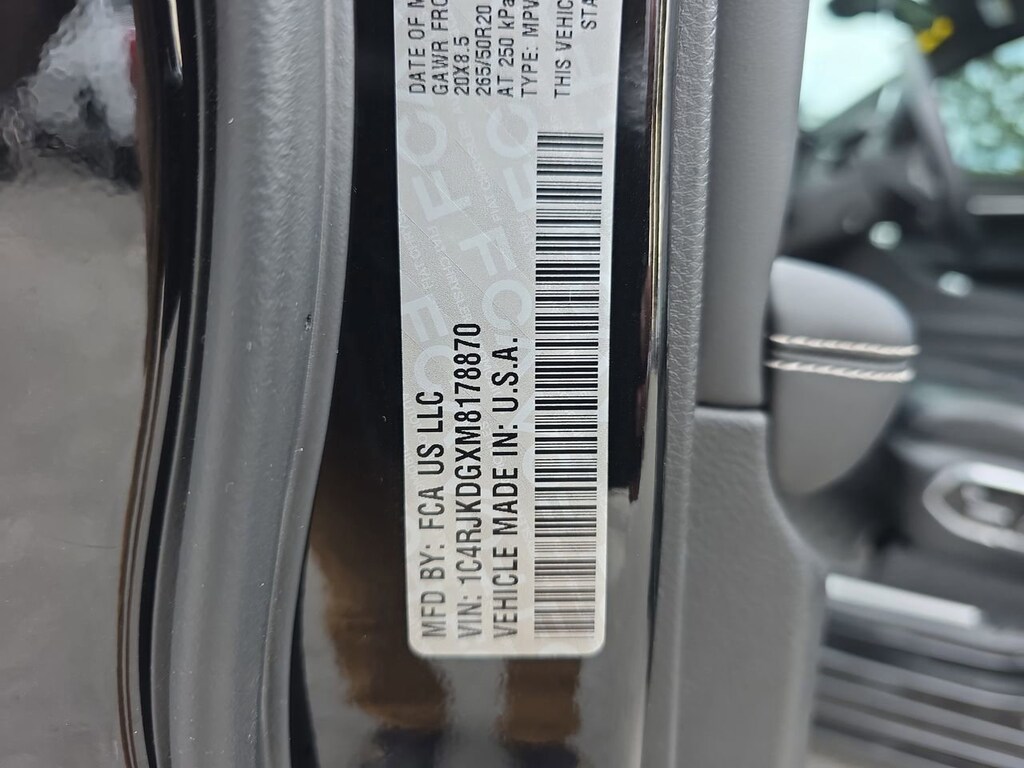 MFD BY: FCA US LLC
VIN: 1C4RJKDGXM8178870
VEHICLE MADE IN: U.S.A.
DATE OF M
GAWR FRO
20X8.5
265/50R20
AT 250 kPa
TYPE: MPV
THIS VEHIC
STA